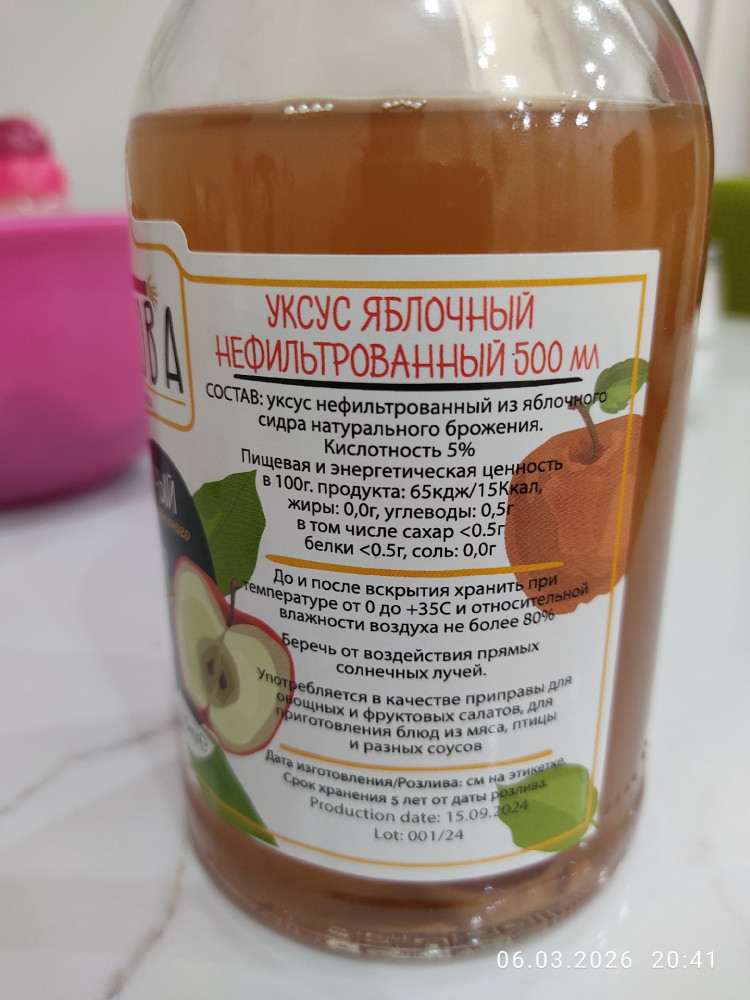 УКСУС ЯБЛОЧНЫЙ
НЕФИЛЬТРОВАННЫЙ 500 мл
СОСТАВ: уксус нефильтрованный из яблочного
сидра натурального брожения.
Кислотность 5%
Пищевая и энергетическая ценность
в 100г. продукта: 65кдж/15Ккал,
жиры: 0,0г, углеводы: 0,5г
в том числе сахар <0.5г
белки <0.5г, соль: 0,0г
До и после вскрытия хранить при
температуре от 0 до +35С и относительной
влажности воздуха не более 80%
Беречь от воздействия прямых
солнечных лучей.
Употребляется в качестве приправы для
овощных и фруктовых салатов, для
приготовления блюд из мяса, птицы
и разных соусов
Дата изготовления/Розлива: см на этикетке.
Срок хранения 5 лет от даты розлива.
Production date: 15.09.2024
Lot: 001/24
06.03.2026 20:41